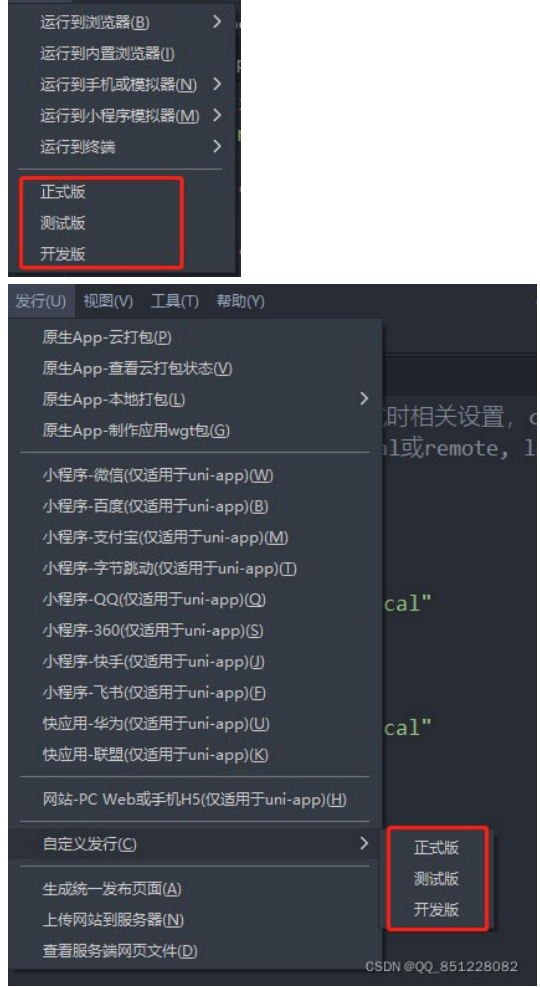 运行到浏览器(B)
运行到内置浏览器(I)
运行到手机或模拟器(N)
运行到小程序模拟器(M)
运行到终端
正式版
测试版
开发版
发行(U) 视图(V) 工具(T) 帮助(Y)
原生App-云打包(P)
原生App-查看云打包状态(V)
原生App-本地打包(L)
时相关设置, c
原生App-制作应用wgt包(G)
al或remote, l
小程序-微信(仅适用于uni-app)(W)
小程序-百度(仅适用于uni-app)(B)
小程序-支付宝(仅适用于uni-app)(M)
小程序-字节跳动(仅适用于uni-app)(T)
小程序-QQ(仅适用于uni-app)(Q)
cal"
小程序-360(仅适用于uni-app)(S)
小程序-快手(仅适用于uni-app)(J)
小程序-飞书(仅适用于uni-app)(F)
快应用-华为(仅适用于uni-app)(U)
cal"
快应用-联盟(仅适用于uni-app)(K)
网站-PC Web或手机H5(仅适用于uni-app)(H)
自定义发行(C)
正式版
测试版
开发版
生成统一发布页面(A)
上传网站到服务器(N)
查看服务端网页文件(D)
CSDN @QQ_851228082